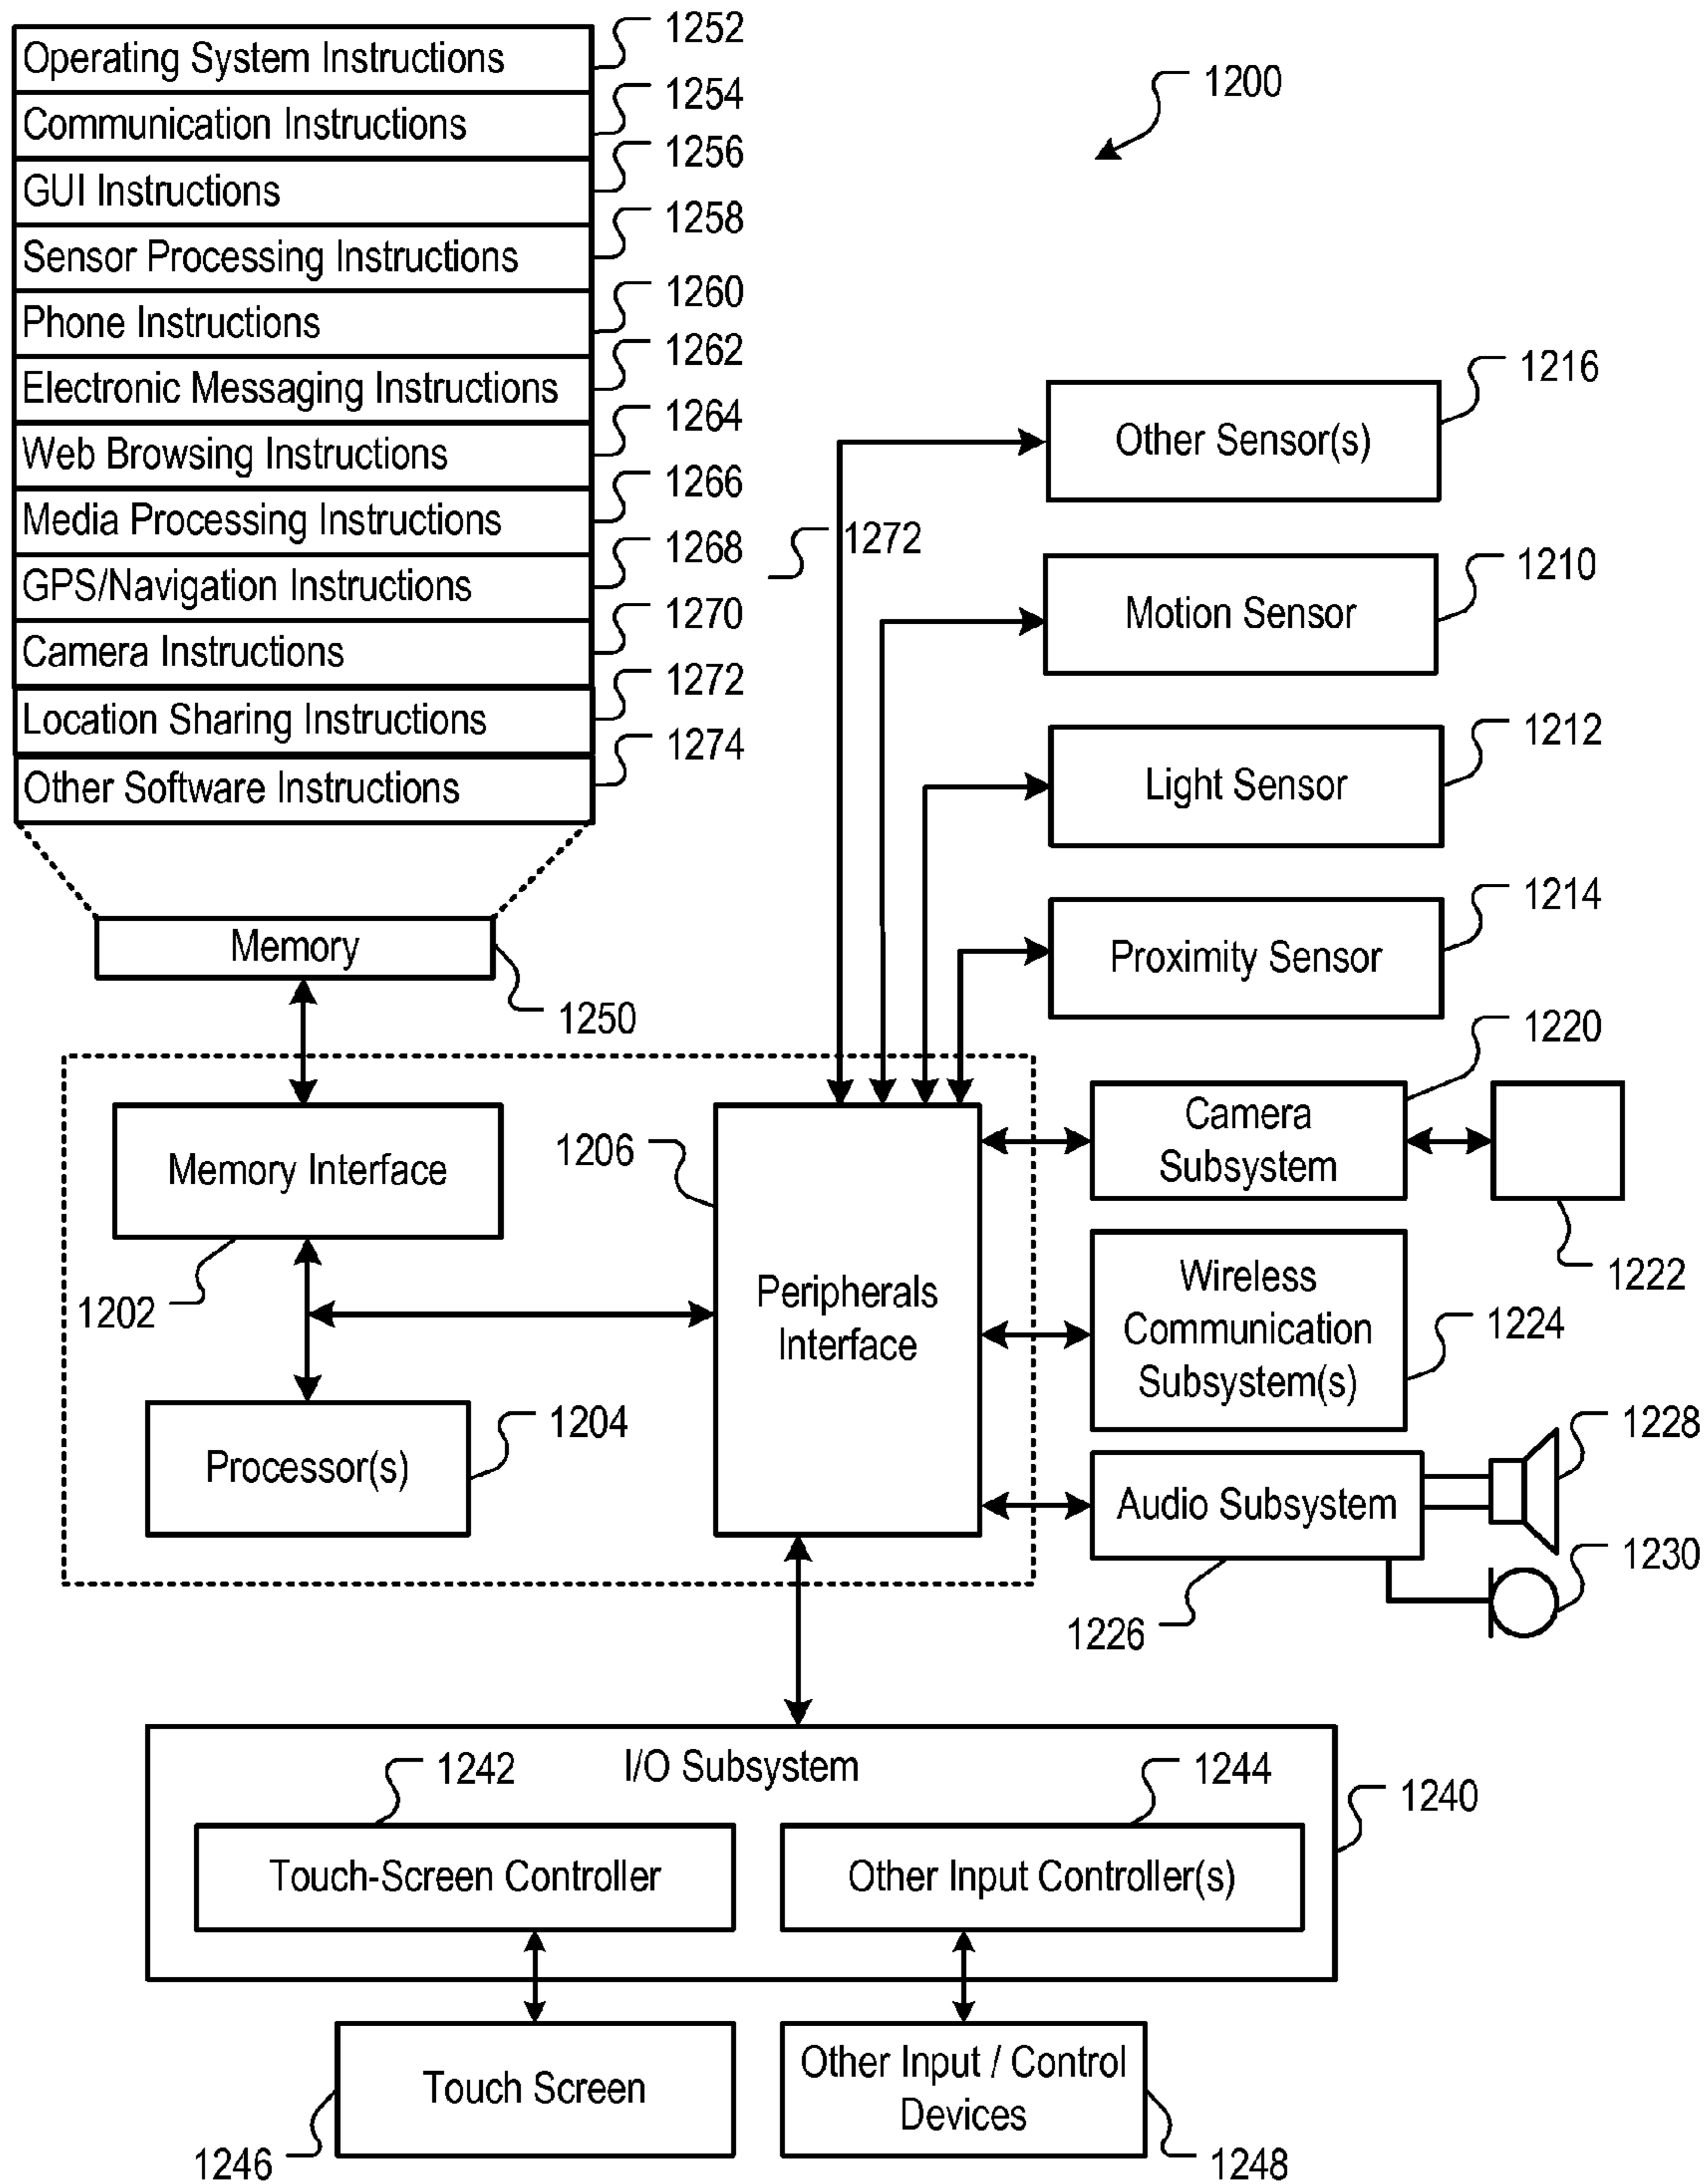 Operating System Instructions
1252
Communication Instructions
1254
GUI Instructions
1256
Sensor Processing Instructions
1258
Phone Instructions
1260
Electronic Messaging Instructions
1262
Web Browsing Instructions
1264
Media Processing Instructions
1266
GPS/Navigation Instructions
1268
Camera Instructions
1270
Location Sharing Instructions
1272
Other Software Instructions
1274
1200
1272
Other Sensor(s)
1216
Motion Sensor
1210
Light Sensor
1212
Proximity Sensor
1214
Memory
1250
Memory Interface
1202
Processor(s)
1204
1206
Peripherals
Interface
Camera
Subsystem
1220
1222
Wireless
Communication
Subsystem(s)
1224
Audio Subsystem
1226
1228
1230
I/O Subsystem
1240
1242
Touch-Screen Controller
1244
Other Input Controller(s)
Touch Screen
1246
Other Input / Control
Devices
1248